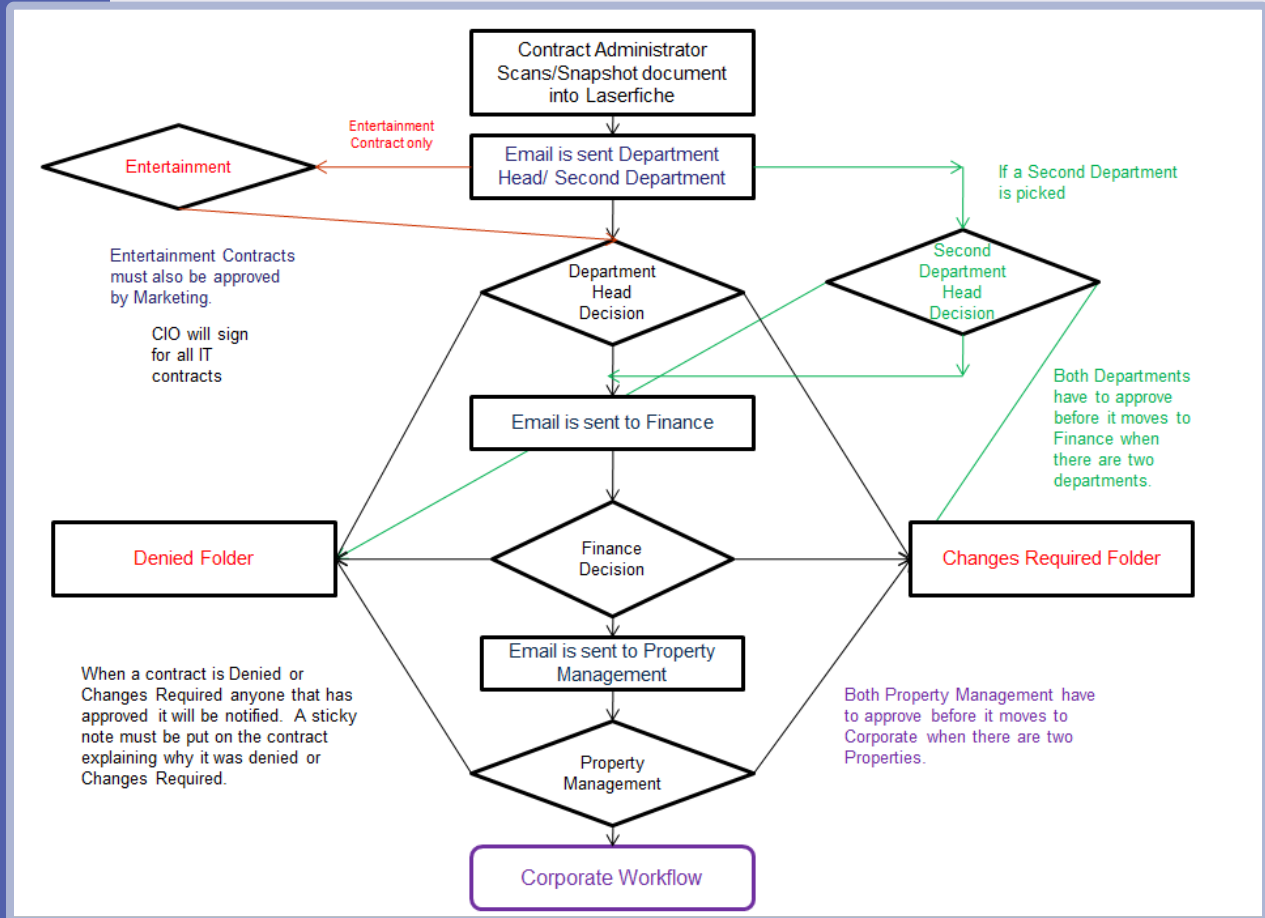 Contract Administrator
Scans/Snapshot document
into Laserfiche
Entertainment
Contract only
Entertainment
Email is sent Department
Head/ Second Department
If a Second Department
is picked
Entertainment Contracts
must also be approved
by Marketing.
CIO will sign
for all IT
contracts
Department
Head
Decision
Second
Department
Head
Decision
Both Departments
have to approve
before it moves to
Finance when
there are two
departments.
Email is sent to Finance
Denied Folder
Finance
Decision
Changes Required Folder
Email is sent to Property
Management
When a contract is Denied or
Changes Required anyone that has
approved it will be notified. A sticky
note must be put on the contract
explaining why it was denied or
Changes Required.
Both Property Management have
to approve before it moves to
Corporate when there are two
Properties.
Property
Management
Corporate Workflow